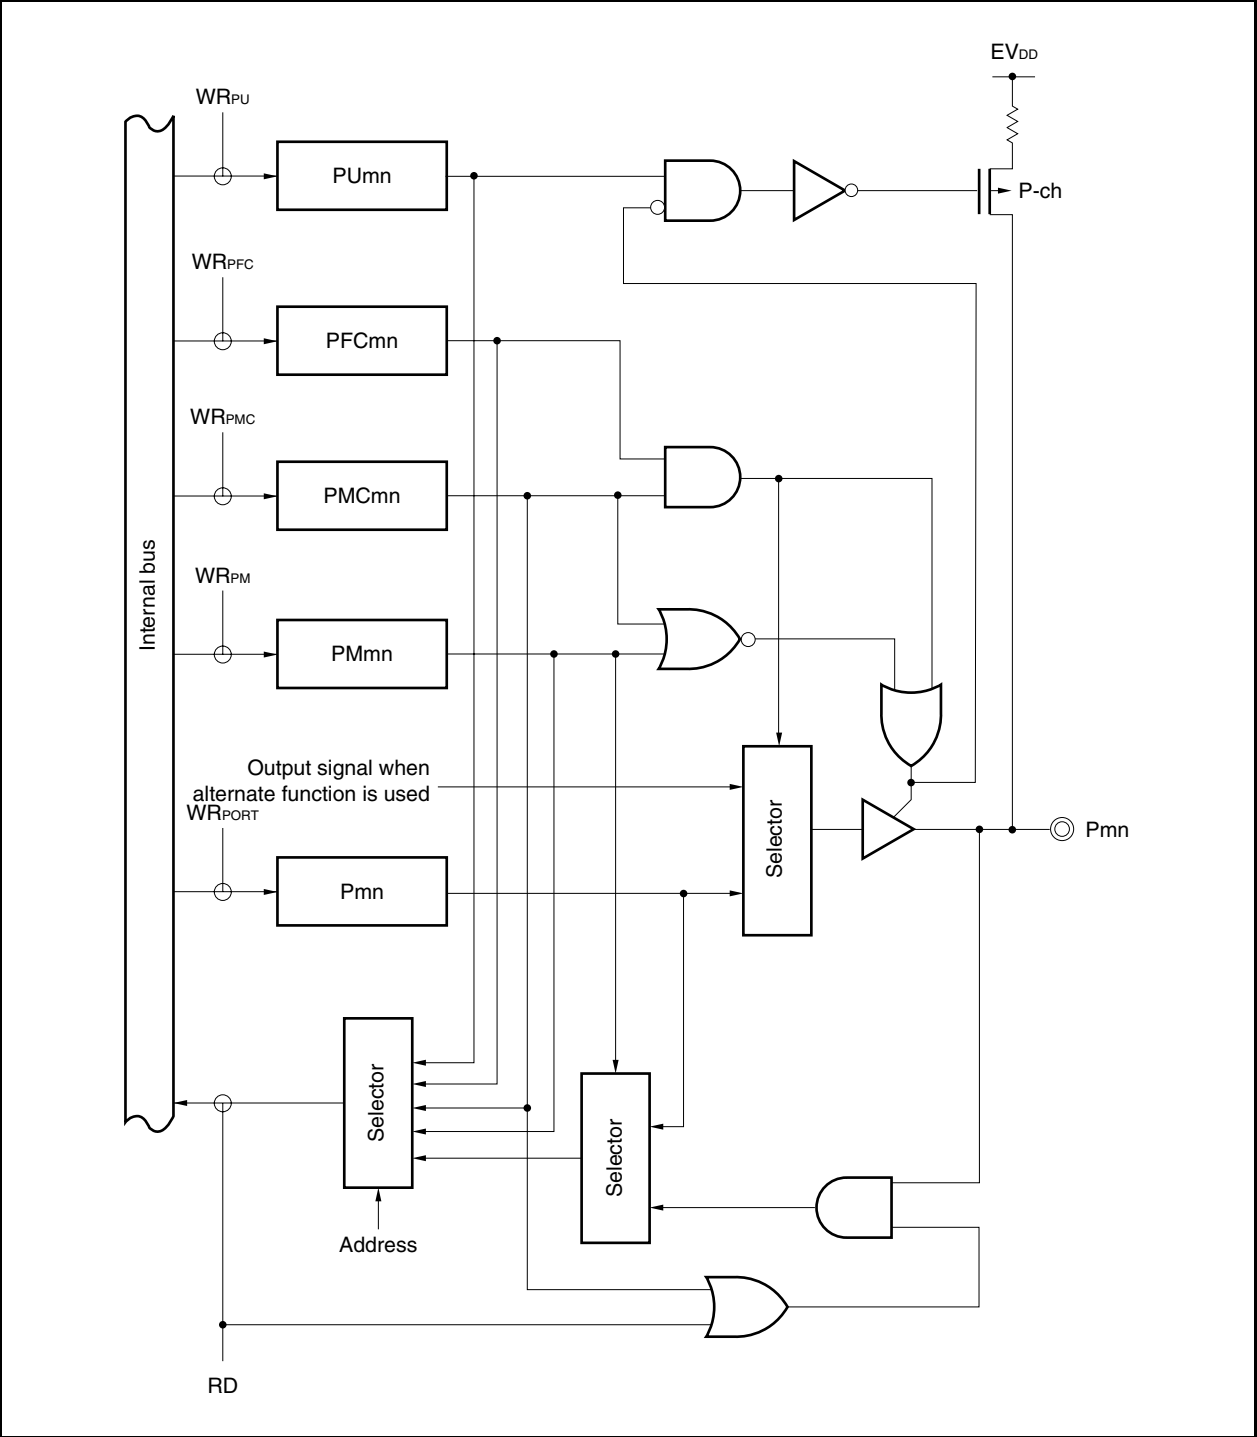 EVDD
WRPU
PUmn
P-ch
WRPFC
PFCmn
WRPMC
PMCmn
Internal bus
WRPM
PMmn
Output signal when
alternate function is used
WRPORT
Selector
Pmn
Pmn
Selector
Selector
Address
RD